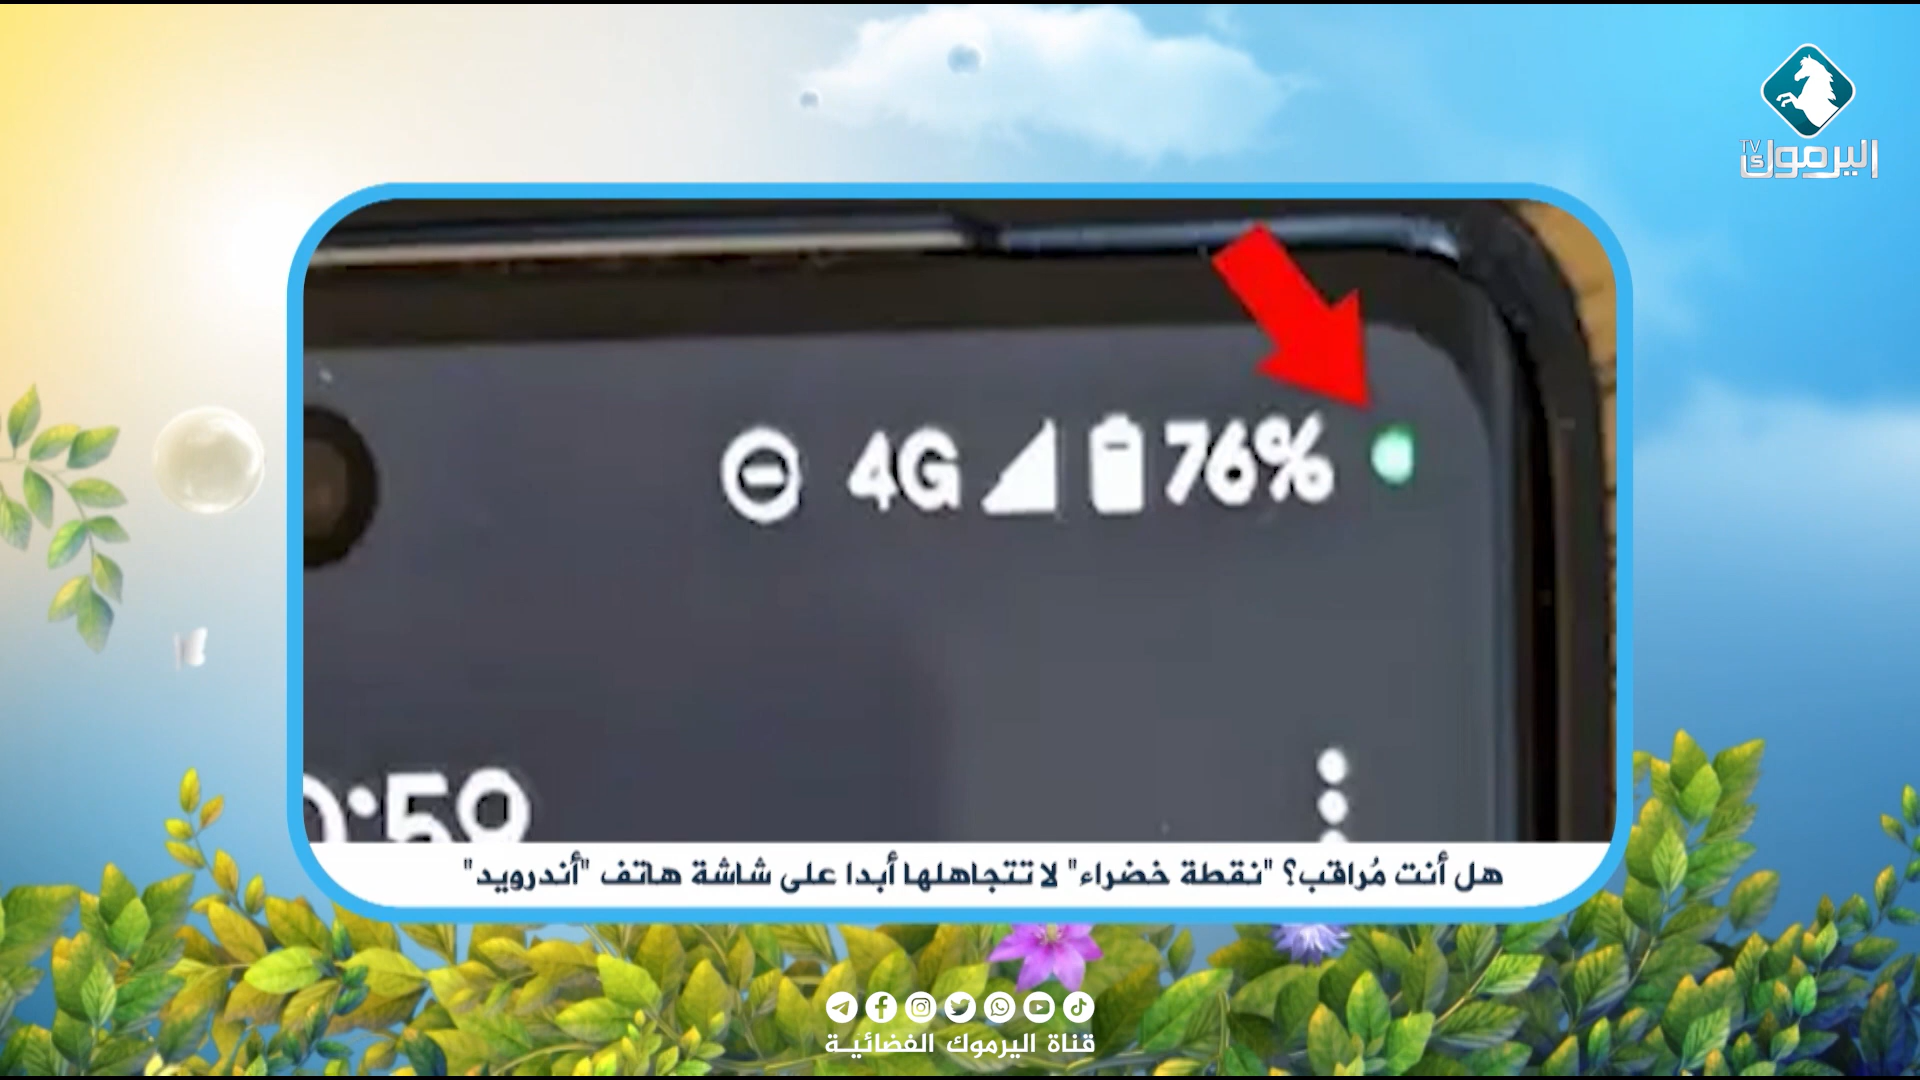 اليرموك TV
4G 76%
:59
هل أنت مُراقب؟ "نقطة خضراء" لا تتجاهلها أبدا على شاشة هاتف "أندرويد"
قناة اليرموك الفضائيـة